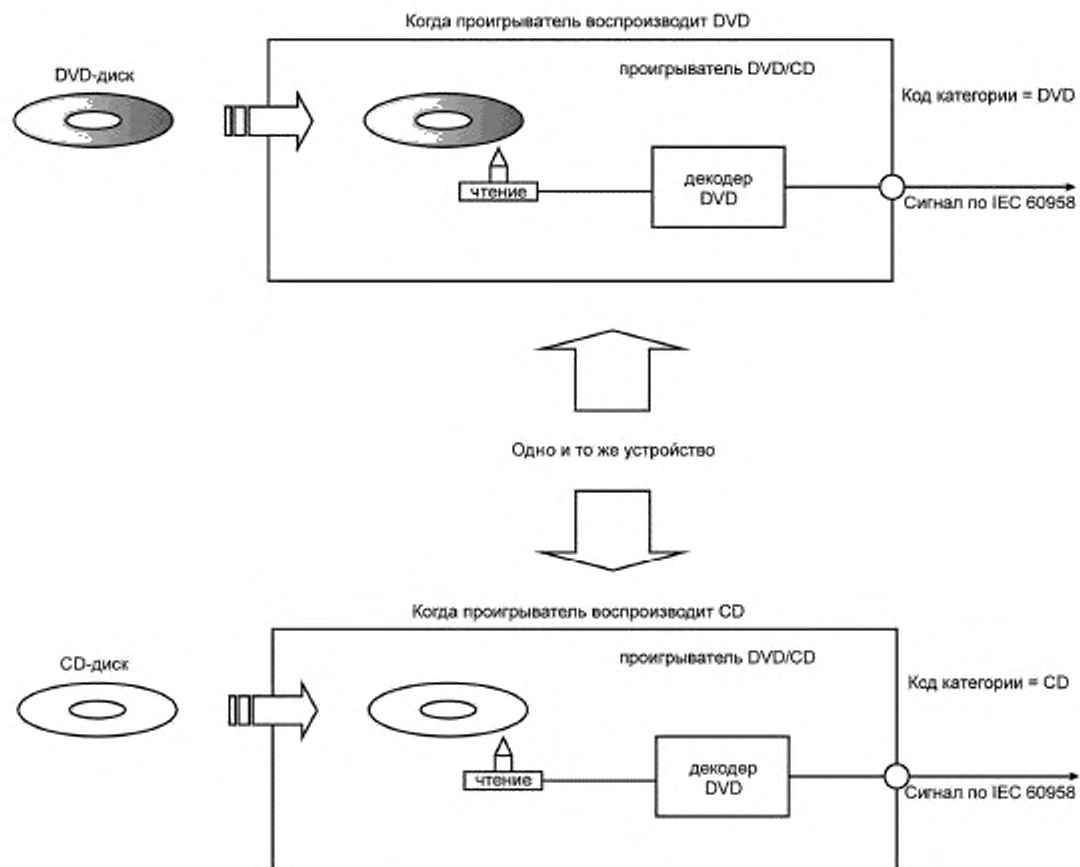 Когда проигрыватель воспроизводит DVD
DVD-диск
проигрыватель DVD/CD
Код категории = DVD
чтение
декодер
DVD
Сигнал по IEC 60958
Одно и то же устройство
Когда проигрыватель воспроизводит CD
CD-диск
проигрыватель DVD/CD
Код категории = CD
чтение
декодер
DVD
Сигнал по IEC 60958